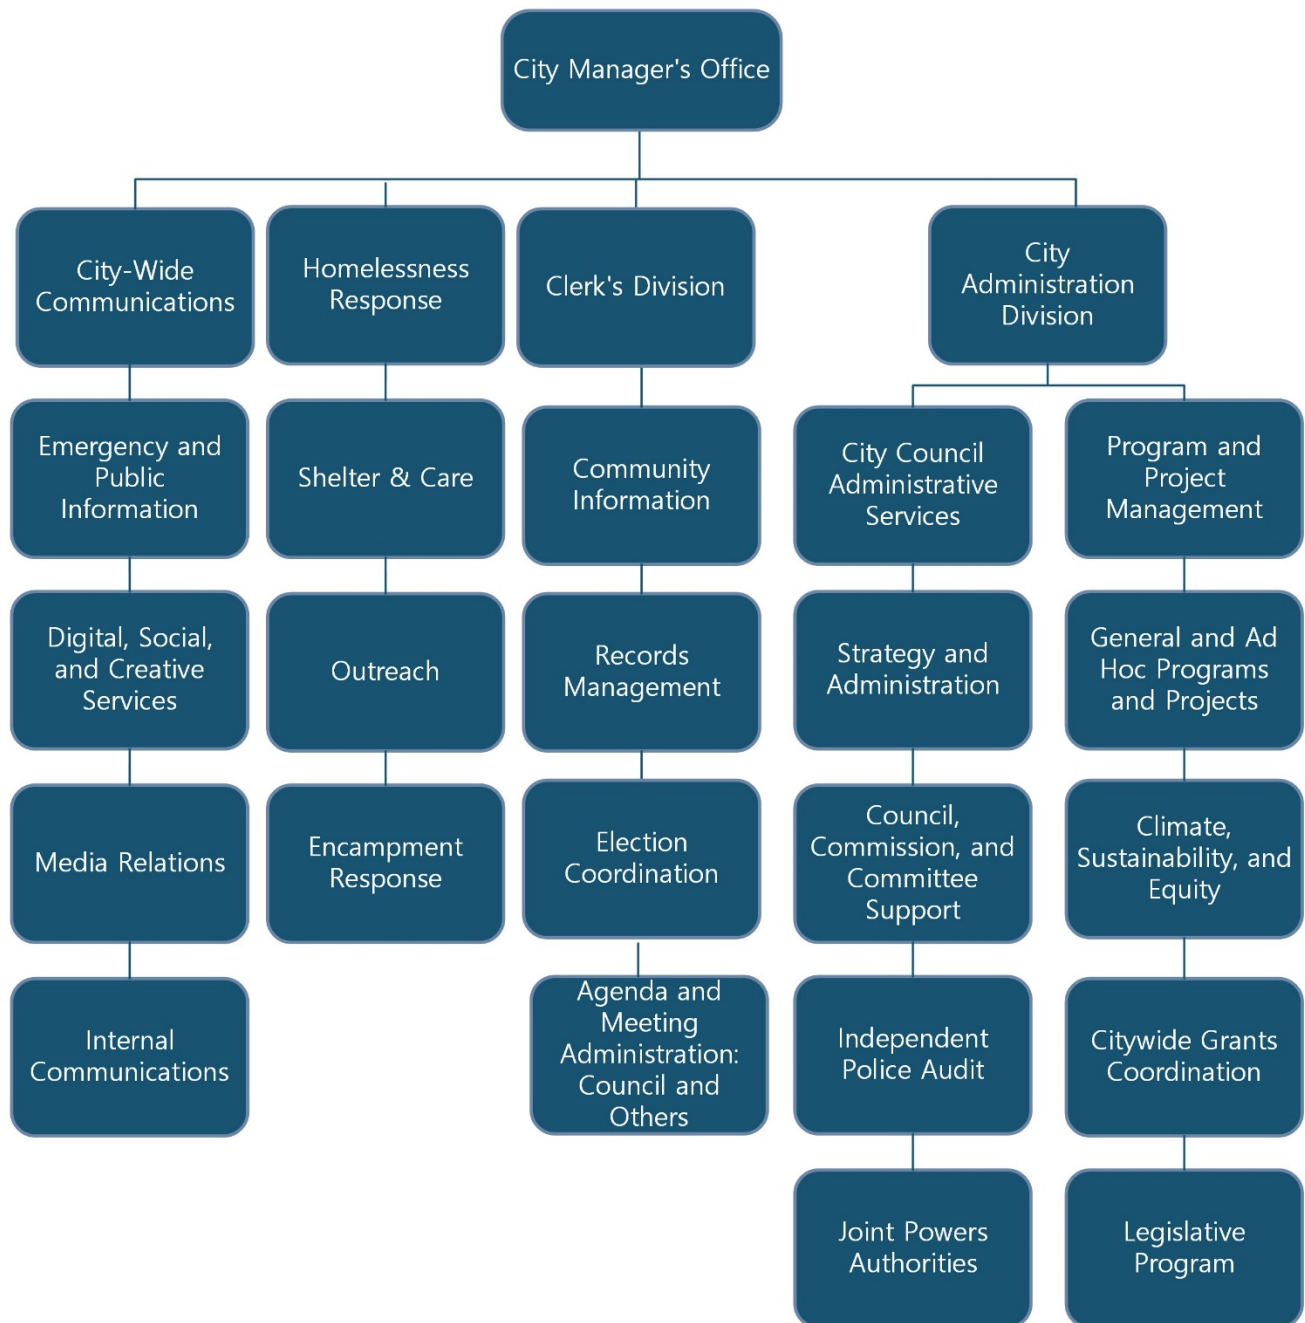 City Manager's Office
City-Wide
Communications
Homelessness
Response
Clerk's Division
City
Administration
Division
Emergency and
Public
Information
Shelter & Care
Community
Information
City Council
Administrative
Services
Program and
Project
Management
Digital, Social,
and Creative
Services
Outreach
Records
Management
Strategy and
Administration
General and Ad
Hoc Programs
and Projects
Media Relations
Encampment
Response
Election
Coordination
Council,
Commission, and
Committee
Support
Climate,
Sustainability, and
Equity
Internal
Communications
Agenda and
Meeting
Administration:
Council and
Others
Independent
Police Audit
Citywide Grants
Coordination
Joint Powers
Authorities
Legislative
Program